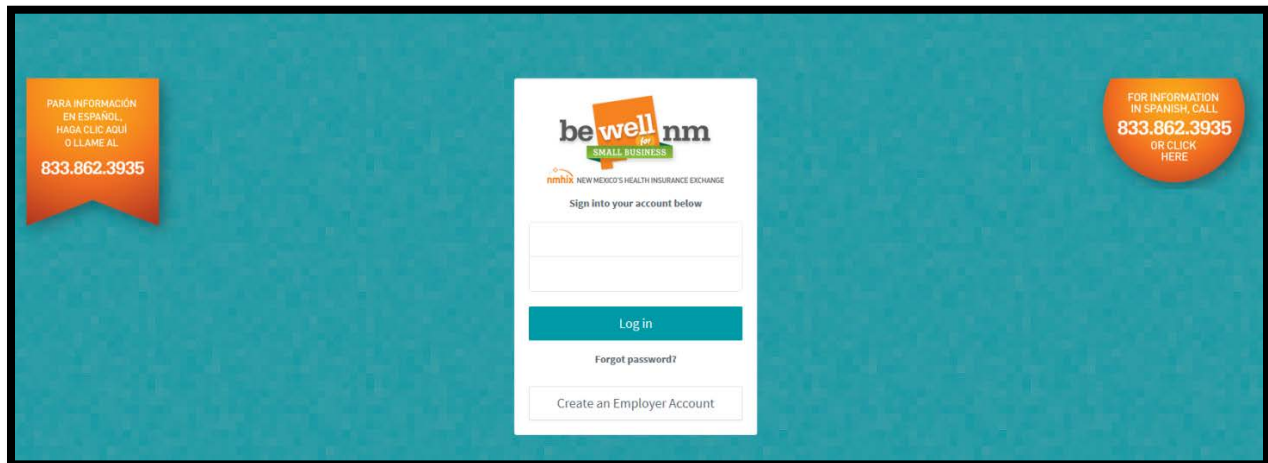 PARA INFORMACIÓN
EN ESPAÑOL,
HAGA CLIC AQUÍ
O LLAME AL
833.862.3935
be well nm
for
SMALL BUSINESS
nmhix NEW MEXICO'S HEALTH INSURANCE EXCHANGE
Sign into your account below
Log in
Forgot password?
Create an Employer Account
FOR INFORMATION
IN SPANISH, CALL
833.862.3935
OR CLICK
HERE